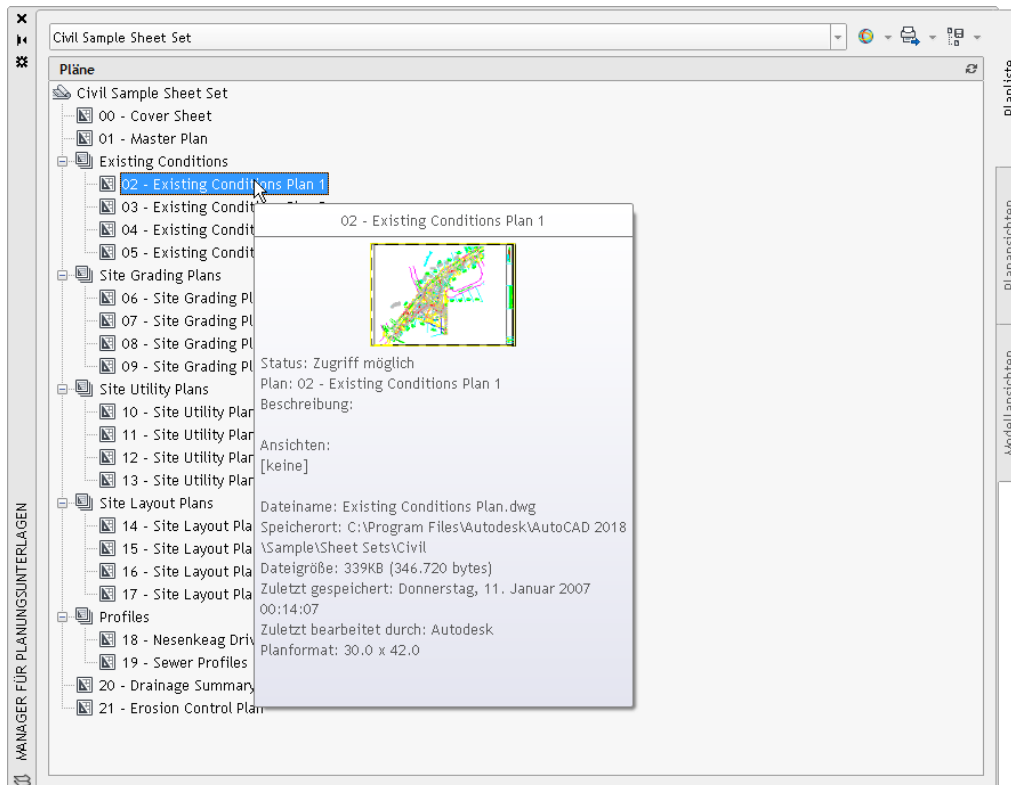 Civil Sample Sheet Set
Pläne
Civil Sample Sheet Set
00 - Cover Sheet
01 - Master Plan
Existing Conditions
02 - Existing Conditions Plan 1
03 - Existing Condit
04 - Existing Condit
05 - Existing Condit
Site Grading Plans
06 - Site Grading Pl
07 - Site Grading Pl
08 - Site Grading Pl
09 - Site Grading Pl
Site Utility Plans
10 - Site Utility Plan
11 - Site Utility Plan
12 - Site Utility Plan
13 - Site Utility Plan
Site Layout Plans
14 - Site Layout Pla
15 - Site Layout Pla
16 - Site Layout Pla
17 - Site Layout Pla
Profiles
18 - Nesenkeag Driv
19 - Sewer Profiles
20 - Drainage Summary
21 - Erosion Control Plan
02 - Existing Conditions Plan 1
Status: Zugriff möglich
Plan: 02 - Existing Conditions Plan 1
Beschreibung:
Ansichten:
[keine]
Dateiname: Existing Conditions Plan.dwg
Speicherort: C:\Program Files\Autodesk\AutoCAD 2018
\Sample\Sheet Sets\Civil
Dateigröße: 339KB (346.720 bytes)
Zuletzt gespeichert: Donnerstag, 11. Januar 2007
00:14:07
Zuletzt bearbeitet durch: Autodesk
Planformat: 30.0 x 42.0
Planliste
Planansichten
Modellansichten
MANAGER FÜR PLANUNGSUNTERLAGEN